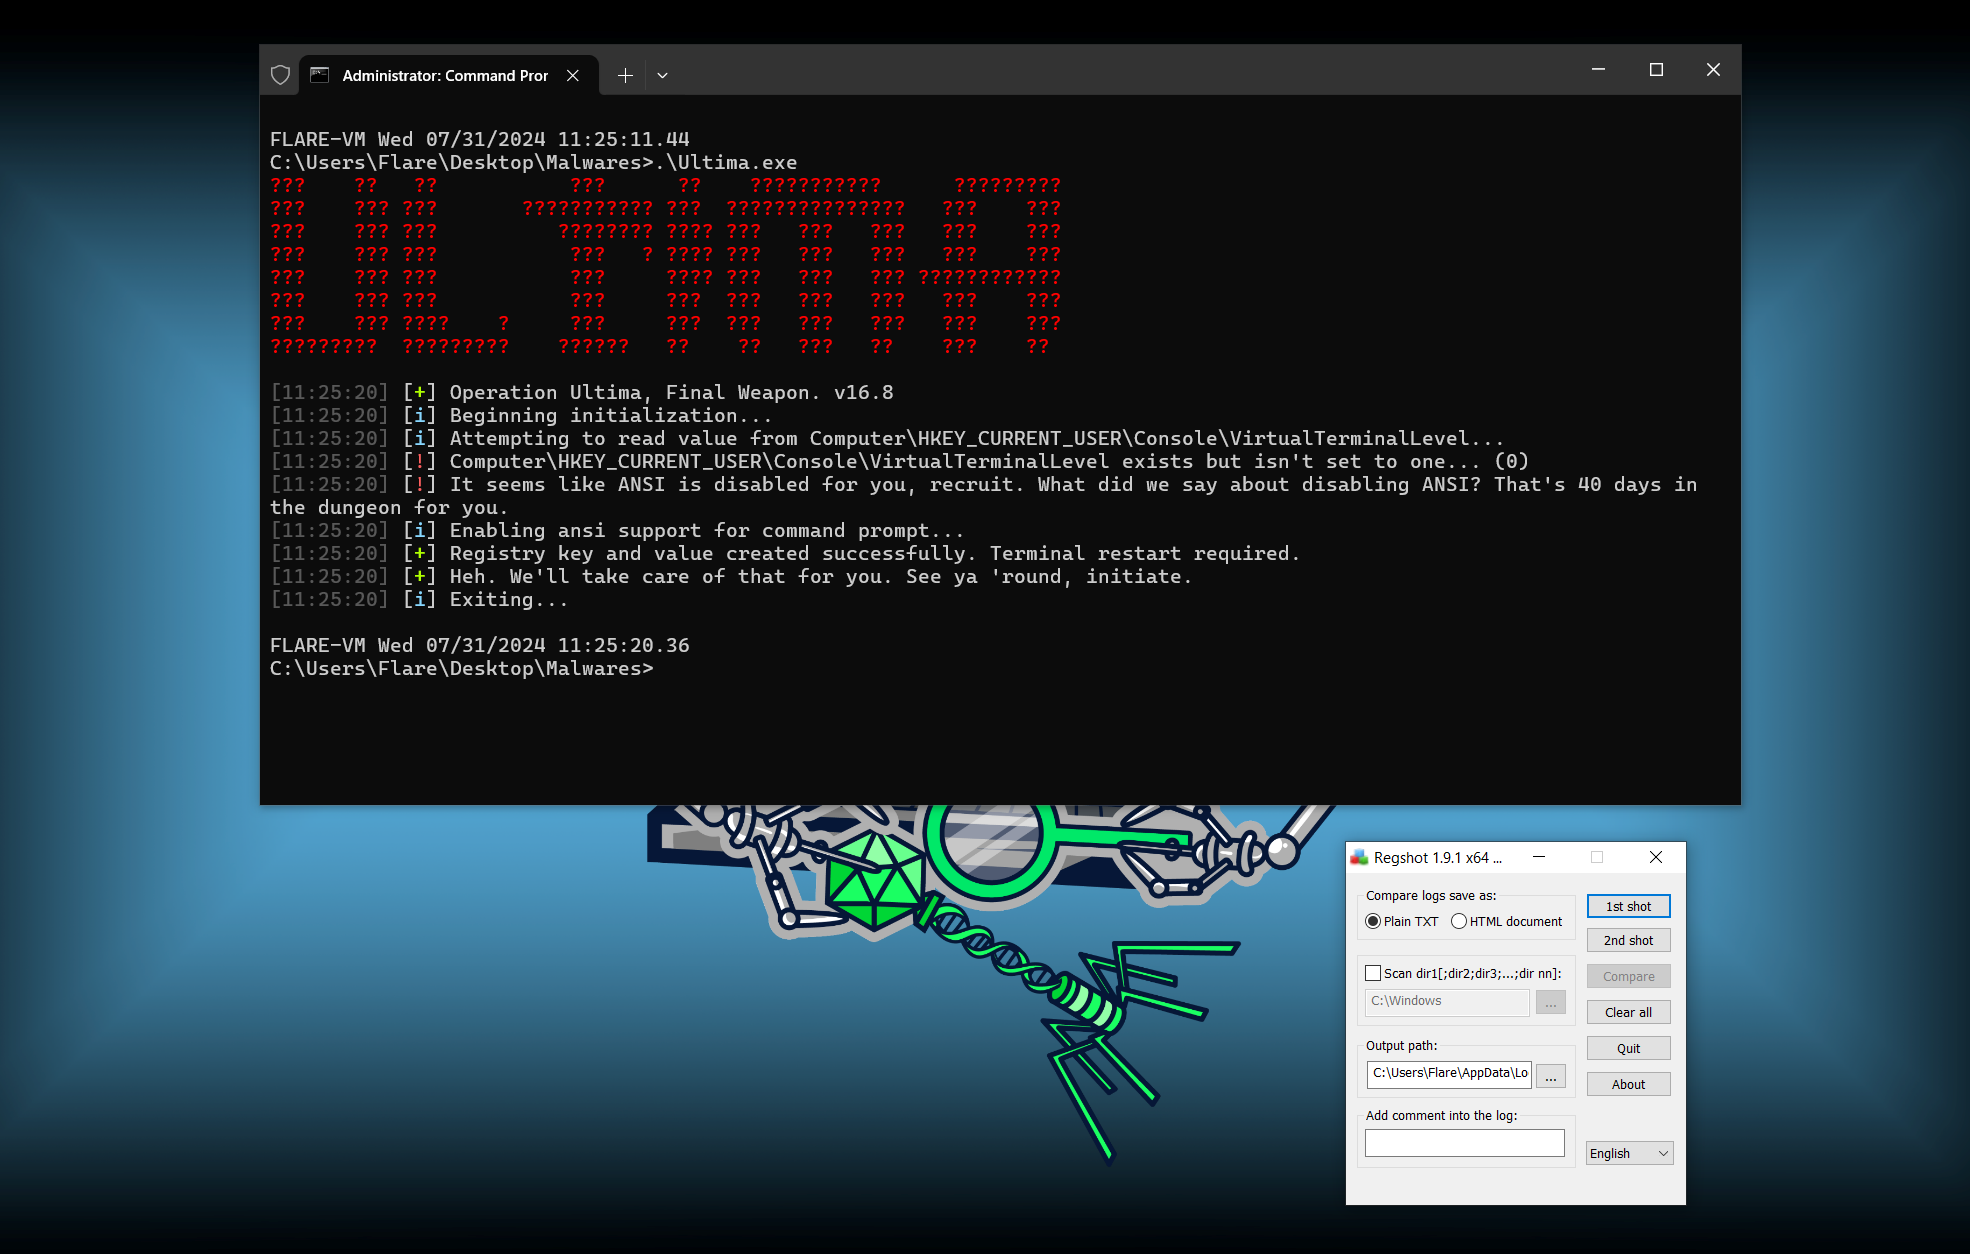 Administrator: Command Pror
FLARE-VM Wed 07/31/2024 11:25:11.44
C:\Users\Flare\Desktop\Malwares>.\Ultima.exe
???    ??   ??           ???      ??    ???????????      ?????????
???    ??? ???       ??????????? ???  ???????????????   ???    ???
???    ??? ???          ???????? ???? ???   ???   ???   ???    ???
???    ??? ???           ???   ? ???? ???   ???   ???   ???    ???
???    ??? ???           ???     ???? ???   ???   ??? ????????????
???    ??? ???           ???     ???  ???   ???   ???   ???    ???
???    ??? ????    ?     ???     ???  ???   ???   ???   ???    ???
?????????  ?????????    ??????   ??    ??   ???   ??    ???    ??
[11:25:20] [+] Operation Ultima, Final Weapon. v16.8
[11:25:20] [i] Beginning initialization...
[11:25:20] [i] Attempting to read value from Computer\HKEY_CURRENT_USER\Console\VirtualTerminalLevel...
[11:25:20] [!] Computer\HKEY_CURRENT_USER\Console\VirtualTerminalLevel exists but isn't set to one... (0)
[11:25:20] [!] It seems like ANSI is disabled for you, recruit. What did we say about disabling ANSI? That's 40 days in
the dungeon for you.
[11:25:20] [i] Enabling ansi support for command prompt...
[11:25:20] [+] Registry key and value created successfully. Terminal restart required.
[11:25:20] [+] Heh. We'll take care of that for you. See ya 'round, initiate.
[11:25:20] [i] Exiting...
FLARE-VM Wed 07/31/2024 11:25:20.36
C:\Users\Flare\Desktop\Malwares>
Regshot 1.9.1 x64 ...
Compare logs save as:
Plain TXT HTML document
1st shot
2nd shot
Scan dir1[;dir2;dir3;...;dir nn]:
Compare
C:\Windows
...
Clear all
Output path:
Quit
C:\Users\Flare\AppData\Lo
...
About
Add comment into the log:
English